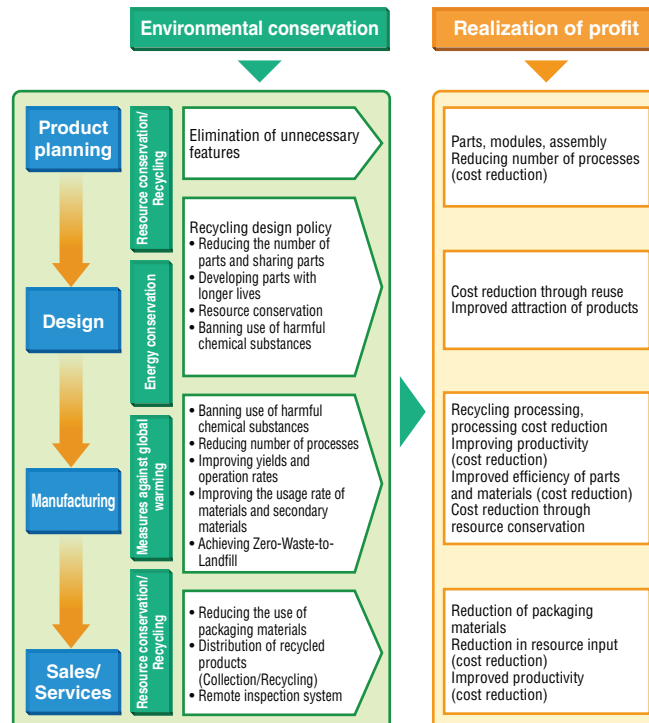 Environmental conservation
Realization of profit
Product
planning
Design
Manufacturing
Sales/
Services
Resource conservation/
Recycling
Energy conservation
Measures against global
warming
Resource conservation/
Recycling
Elimination of unnecessary
features
Recycling design policy
• Reducing the number of
parts and sharing parts
• Developing parts with
longer lives
• Resource conservation
• Banning use of harmful
chemical substances
• Banning use of harmful
chemical substances
• Reducing number of processes
• Improving yields and
operation rates
• Improving the usage rate of
materials and secondary
materials
• Achieving Zero-Waste-to-
Landfill
• Reducing the use of
packaging materials
• Distribution of recycled
products
(Collection/Recycling)
• Remote inspection system
Parts, modules, assembly
Reducing number of processes
(cost reduction)
Cost reduction through reuse
Improved attraction of products
Recycling processing,
processing cost reduction
Improving productivity
(cost reduction)
Improved efficiency of parts
and materials (cost reduction)
Cost reduction through
resource conservation
Reduction of packaging
materials
Reduction in resource input
(cost reduction)
Improved productivity
(cost reduction)